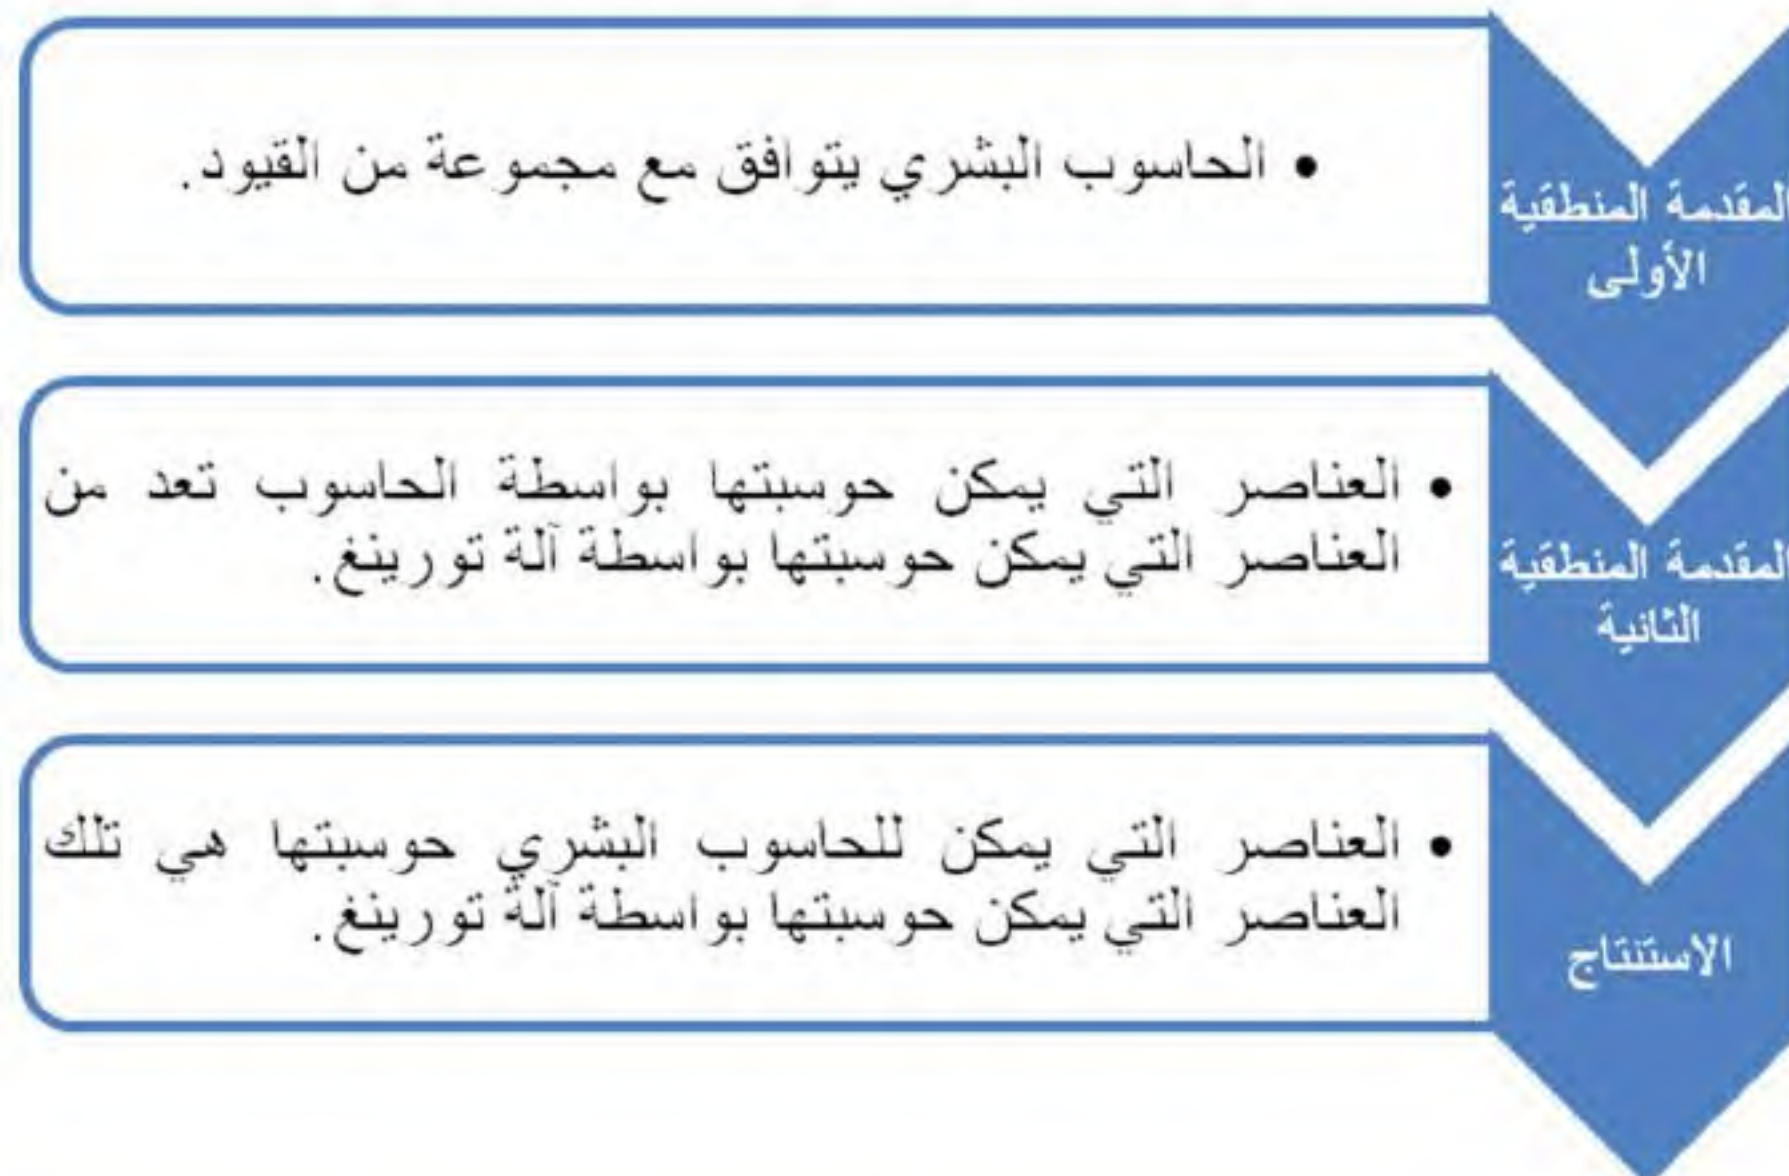 المقدمة المنطقية
الأولى
• الحاسوب البشري يتوافق مع مجموعة من القيود.
المقدمة المنطقية
الثانية
• العناصر التي يمكن حوسبتها بواسطة الحاسوب تعد من
العناصر التي يمكن حوسبتها بواسطة آلة تورينغ.
الاستنتاج
• العناصر التي يمكن للحاسوب البشري حوسبتها هي تلك
العناصر التي يمكن حوسبتها بواسطة آلة تورينغ.